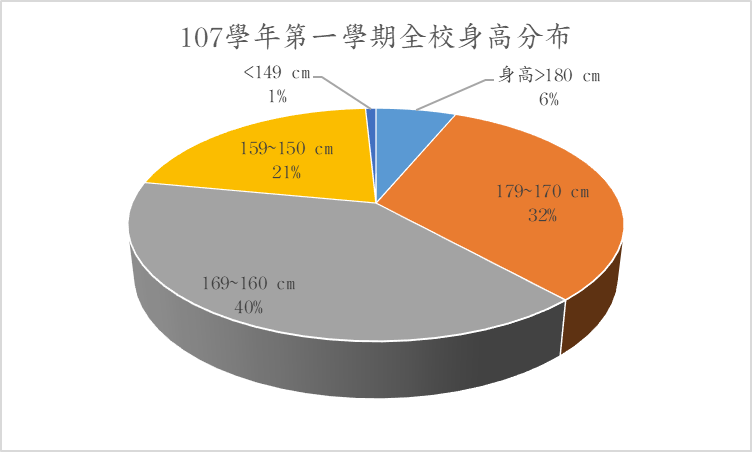 107學年第一學期全校身高分布
<149 cm
1%
身高>180 cm
6%
159~150 cm
21%
179~170 cm
32%
169~160 cm
40%